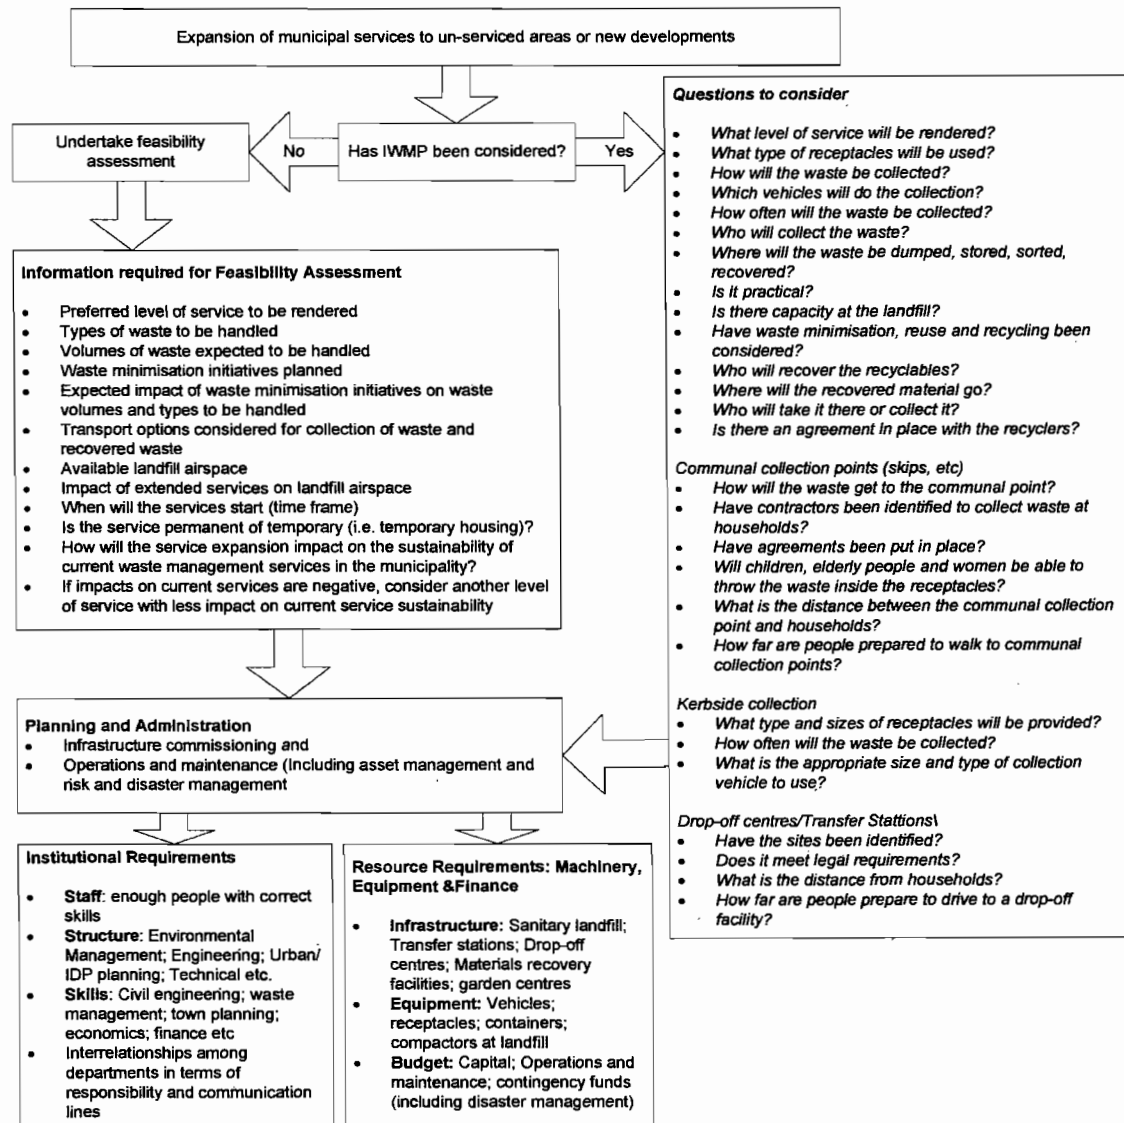 Expansion of municipal services to un-serviced areas or new developments
Undertake feasibility
assessment
No
Has IWMP been considered?
Yes
Information required for Feasibility Assessment
• Preferred level of service to be rendered
• Types of waste to be handled
• Volumes of waste expected to be handled
• Waste minimisation initiatives planned
• Expected impact of waste minimisation initiatives on waste
volumes and types to be handled
• Transport options considered for collection of waste and
recovered waste
• Available landfill airspace
• Impact of extended services on landfill airspace
• When will the services start (time frame)
• Is the service permanent of temporary (i.e. temporary housing)?
• How will the service expansion impact on the sustainability of
current waste management services in the municipality?
• If impacts on current services are negative, consider another level
of service with less impact on current service sustainability
Questions to consider
• What level of service will be rendered?
• What type of receptacles will be used?
• How will the waste be collected?
• Which vehicles will do the collection?
• How often will the waste be collected?
• Who will collect the waste?
• Where will the waste be dumped, stored, sorted,
recovered?
• Is it practical?
• Is there capacity at the landfill?
• Have waste minimisation, reuse and recycling been
considered?
• Who will recover the recyclables?
• Where will the recovered material go?
• Who will take it there or collect it?
• Is there an agreement in place with the recyclers?
Communal collection points (skips, etc)
• How will the waste get to the communal point?
• Have contractors been identified to collect waste at
households?
• Have agreements been put in place?
• Will children, elderly people and women be able to
throw the waste inside the receptacles?
• What is the distance between the communal collection
point and households?
• How far are people prepared to walk to communal
collection points?
Kerbside collection
• What type and sizes of receptacles will be provided?
• How often will the waste be collected?
• What is the appropriate size and type of collection
vehicle to use?
Drop-off centres/Transfer Stattions\
• Have the sites been identified?
• Does it meet legal requirements?
• What is the distance from households?
• How far are people prepare to drive to a drop-off
facility?
Planning and Administration
• Infrastructure commissioning and
• Operations and maintenance (Including asset management and
risk and disaster management
Institutional Requirements
• Staff: enough people with correct
skills
• Structure: Environmental
Management; Engineering; Urban/
IDP planning; Technical etc.
• Skills: Civil engineering; waste
management; town planning;
economics; finance etc
• Interrelationships among
departments in terms of
responsibility and communication
lines
Resource Requirements: Machinery,
Equipment &Finance
• Infrastructure: Sanitary landfill;
Transfer stations; Drop-off
centres; Materials recovery
facilities; garden centres
• Equipment: Vehicles;
receptacles; containers;
compactors at landfill
• Budget: Capital; Operations and
maintenance; contingency funds
(including disaster management)